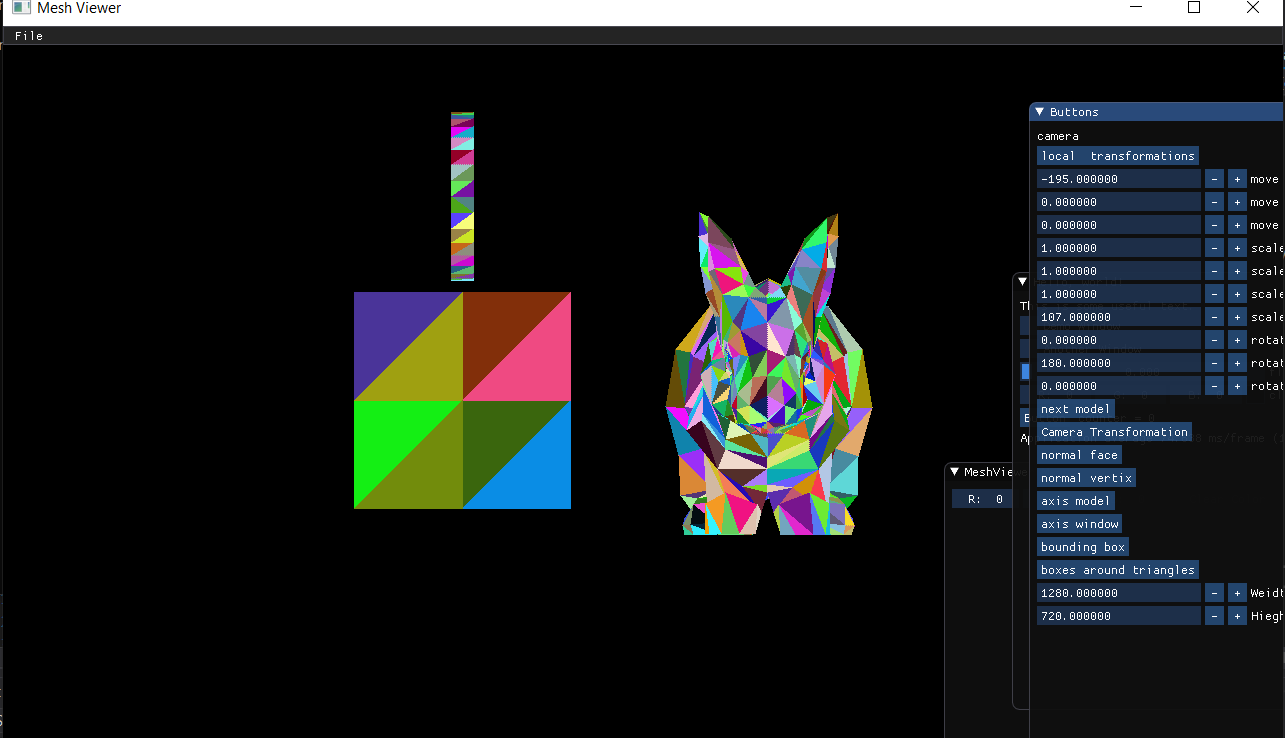 Mesh Viewer
File
Buttons
camera
local  transformations
-195.000000 - + move
0.000000 - + move
0.000000 - + move
1.000000 - + scale
1.000000 - + scale
1.000000 - + scale
107.000000 - + scale
0.000000 - + rotat
180.000000 - + rotat
0.000000 - + rotat
next model
Camera Transformation
normal face
normal vertix
axis model
axis window
bounding box
boxes around triangles
1280.000000 - + Weidt
720.000000 - + Hiegh
MeshVie
R:  0
ms/frame